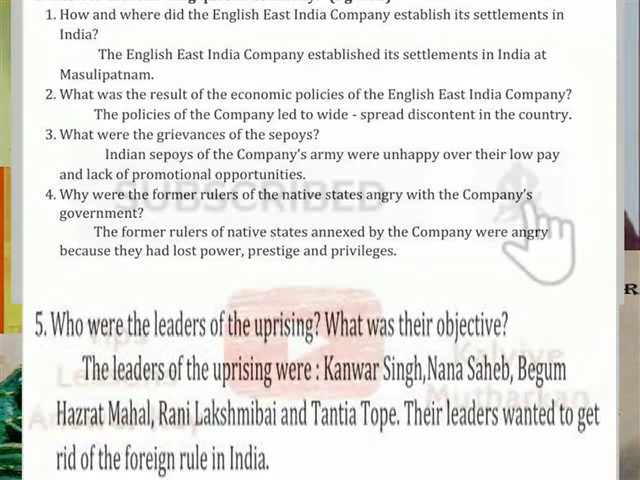 1. How and where did the English East India Company establish its settlements in
India?
The English East India Company established its settlements in India at
Masulipatnam.
2. What was the result of the economic policies of the English East India Company?
The policies of the Company led to wide - spread discontent in the country.
3. What were the grievances of the sepoys?
Indian sepoys of the Company's army were unhappy over their low pay
and lack of promotional opportunities.
4. Why were the former rulers of the native states angry with the Company's
government?
The former rulers of native states annexed by the Company were angry
because they had lost power, prestige and privileges.
SUBSCRIBED
5. Who were the leaders of the uprising? What was their objective?
The leaders of the uprising were : Kanwar Singh,Nana Saheb, Begum
Hazrat Mahal, Rani Lakshmibai and Tantia Tope. Their leaders wanted to get
rid of the foreign rule in India.